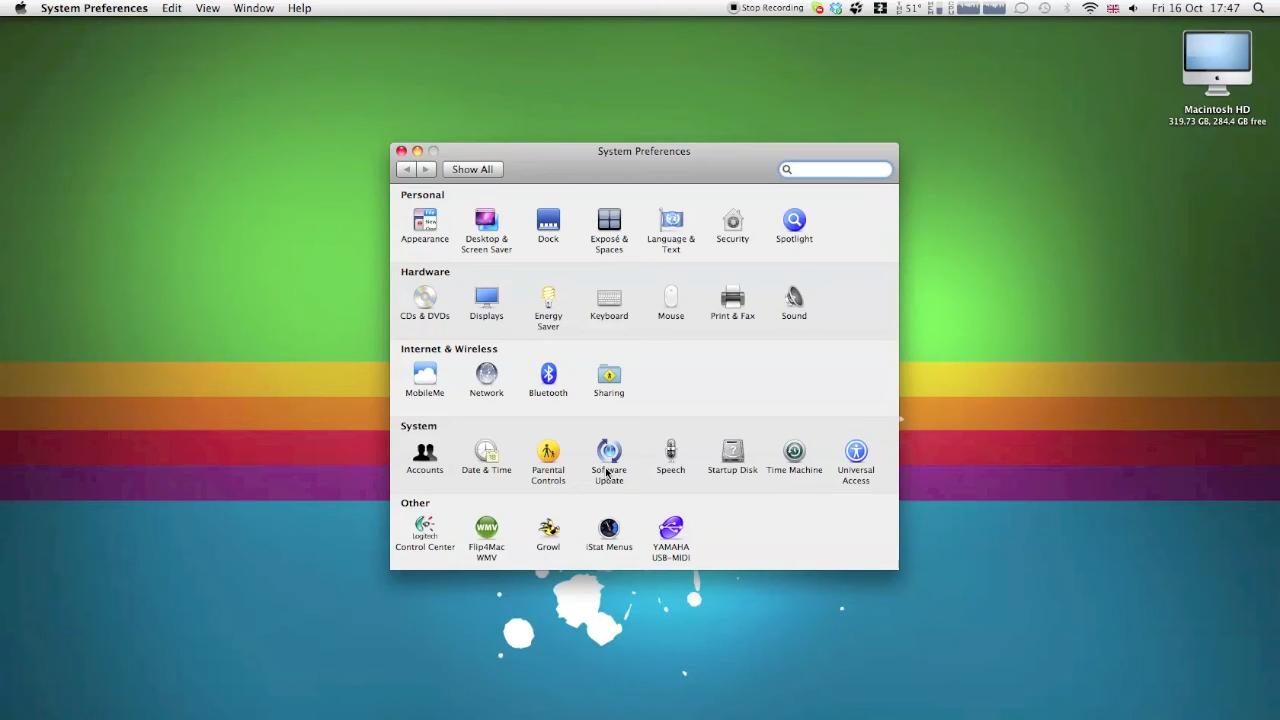 System Preferences Edit View Window Help
Stop Recording 51° Fri 16 Oct 17:47
Macintosh HD
319.73 GB, 284.4 GB free
System Preferences
Show All
Personal
Appearance
Desktop &
Screen Saver
Dock
Exposé &
Spaces
Language &
Text
Security
Spotlight
Hardware
CDs & DVDs
Displays
Energy
Saver
Keyboard
Mouse
Print & Fax
Sound
Internet & Wireless
MobileMe
Network
Bluetooth
Sharing
System
Accounts
Date & Time
Parental
Controls
Software
Update
Speech
Startup Disk
Time Machine
Universal
Access
Other
Logitech
Control Center
WMV
Flip4Mac
WMV
Growl
iStat Menus
YAMAHA
USB-MIDI